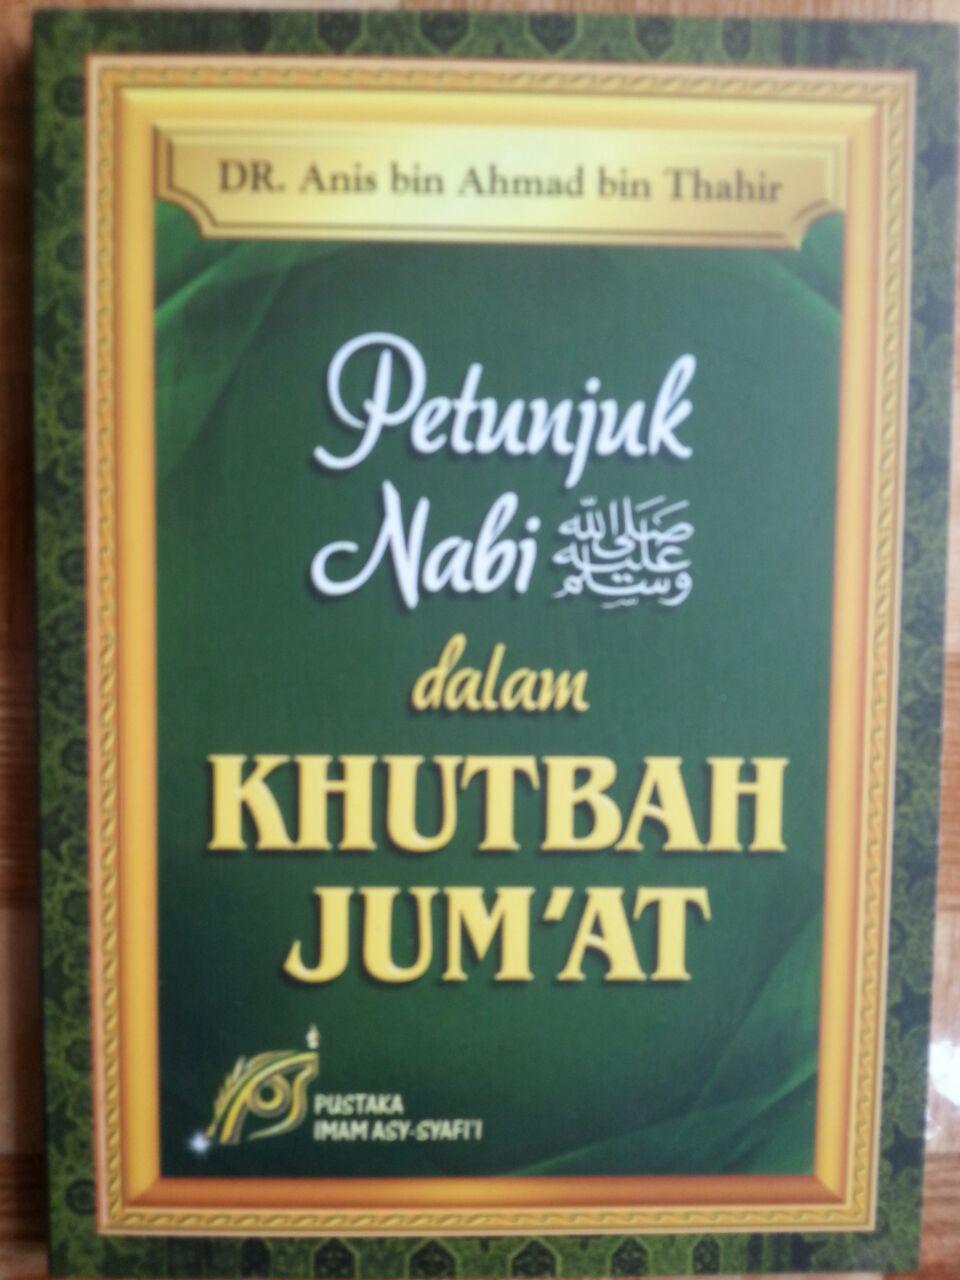 DR. Anis bin Ahmad bin Thahir
Petunjuk
Nabi صلى الله عليه وسلم
dalam
KHUTBAH
JUM'AT
PUSTAKA
IMAM ASY-SYAFI'I